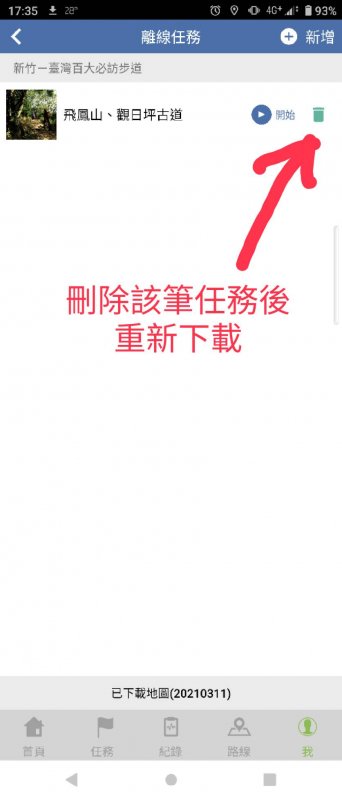 17:35 28° 4G+ 93%
離線任務 新增
新竹－臺灣百大必訪步道
飛鳳山、觀日坪古道 開始
刪除該筆任務後
重新下載
已下載地圖(20210311)
首頁 任務 紀錄 路線 我